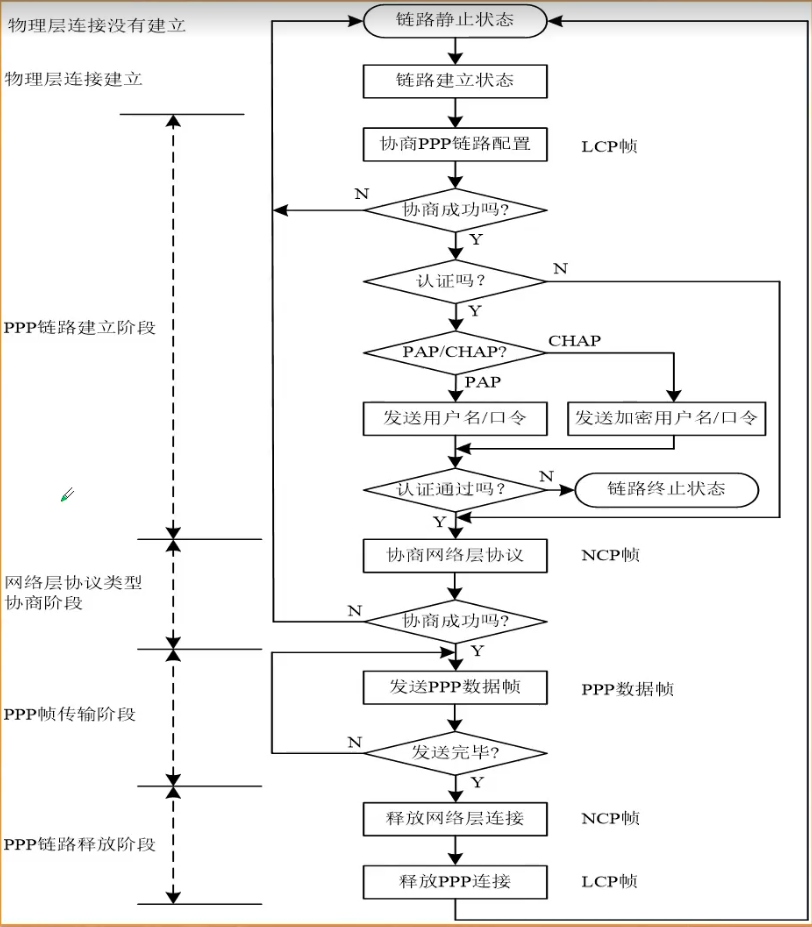 物理层连接没有建立
链路静止状态
物理层连接建立
链路建立状态
协商PPP链路配置
LCP帧
N
协商成功吗?
Y
认证吗?
N
Y
PPP链路建立阶段
PAP/CHAP?
CHAP
PAP
发送用户名/口令
发送加密用户名/口令
认证通过吗?
N
链路终止状态
Y
协商网络层协议
NCP帧
网络层协议类型
协商阶段
N
协商成功吗?
Y
发送PPP数据帧
PPP数据帧
PPP帧传输阶段
N
发送完毕?
Y
释放网络层连接
NCP帧
PPP链路释放阶段
释放PPP连接
LCP帧